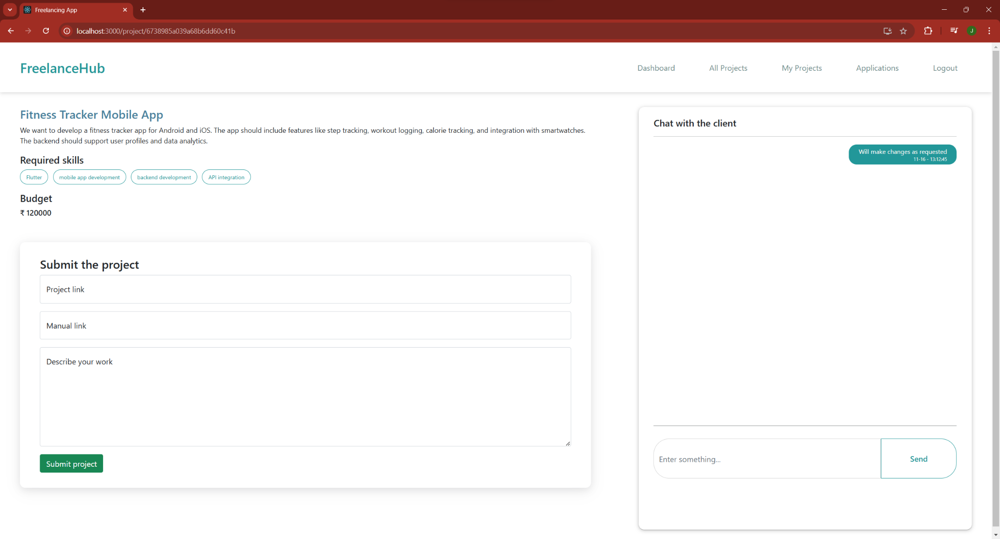 Freelancing App
localhost:3000/project/6738985a039a68b6dd60c41b
J
FreelanceHub
Dashboard
All Projects
My Projects
Applications
Logout
Fitness Tracker Mobile App
We want to develop a fitness tracker app for Android and iOS. The app should include features like step tracking, workout logging, calorie tracking, and integration with smartwatches.
The backend should support user profiles and data analytics.
Required skills
Flutter
mobile app development
backend development
API integration
Budget
₹ 120000
Submit the project
Project link
Manual link
Describe your work
Submit project
Chat with the client
Will make changes as requested
11-16 - 13:12:45
Enter something...
Send